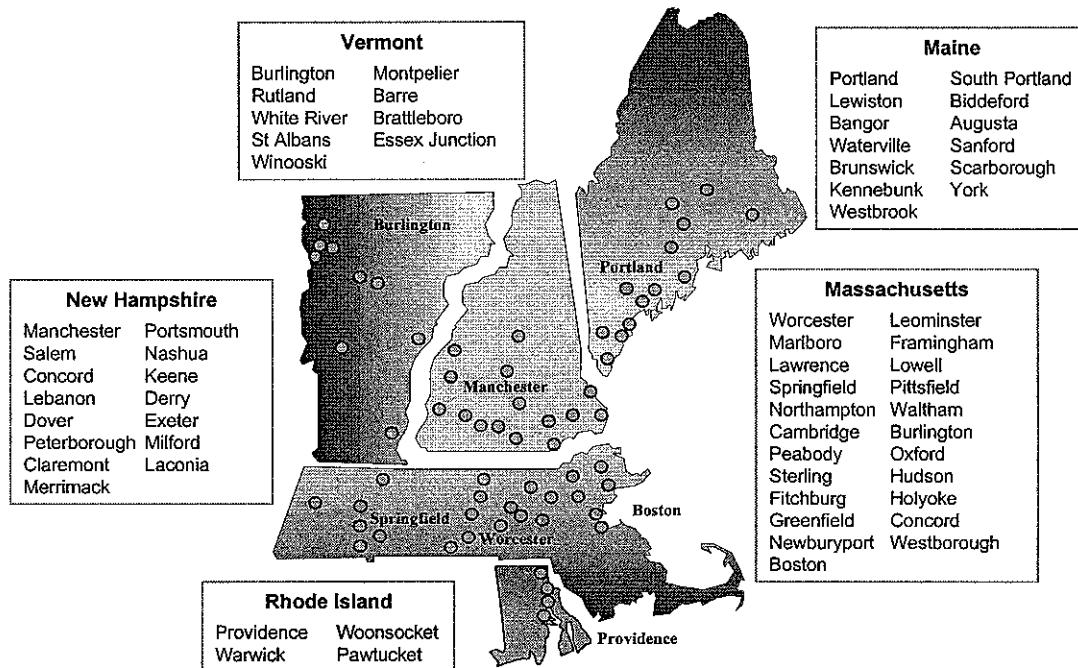 Vermont
Burlington Montpelier
Rutland Barre
White River Brattleboro
St Albans Essex Junction
Winooski
Maine
Portland South Portland
Lewiston Biddeford
Bangor Augusta
Waterville Sanford
Brunswick Scarborough
Kennebunk York
Westbrook
Burlington
Portland
New Hampshire
Manchester Portsmouth
Salem Nashua
Concord Keene
Lebanon Derry
Dover Exeter
Peterborough Milford
Claremont Laconia
Merrimack
Manchester
Massachusetts
Worcester Leominster
Marlboro Framingham
Lawrence Lowell
Springfield Pittsfield
Northampton Waltham
Cambridge Burlington
Peabody Oxford
Sterling Hudson
Fitchburg Holyoke
Greenfield Concord
Newburyport Westborough
Boston
Springfield
Boston
Worcester
Rhode Island
Providence Woonsocket
Warwick Pawtucket
Providence